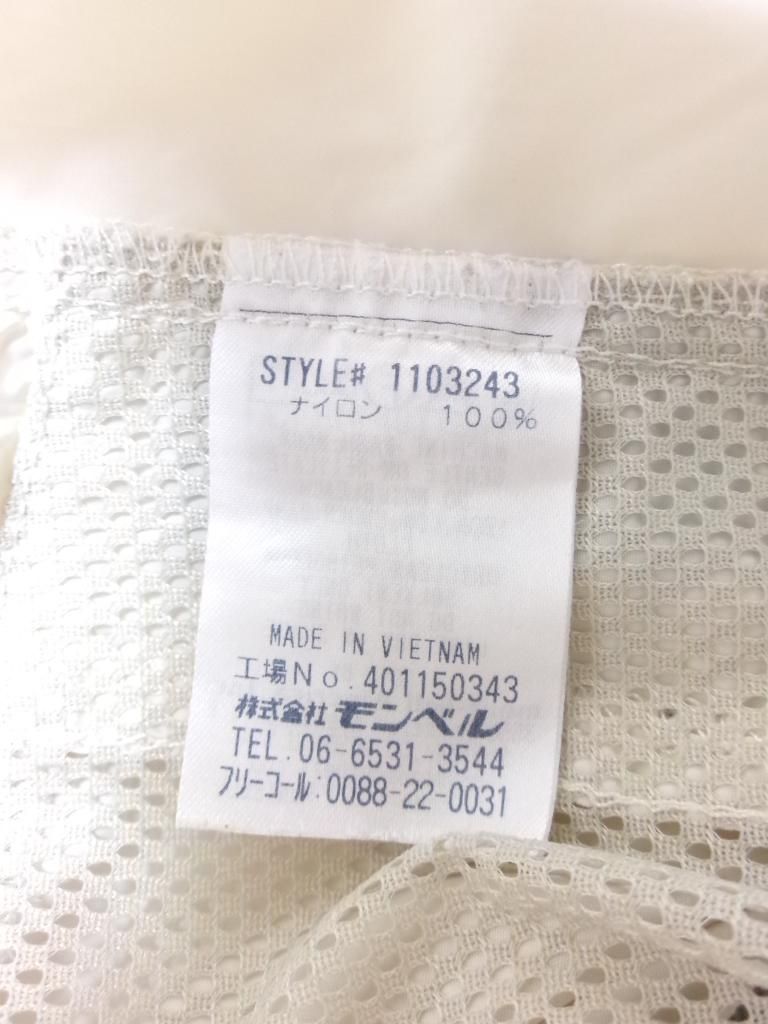 STYLE# 1103243
ナイロン 100%
MADE IN VIETNAM
工場No.401150343
株式会社 モンベル
TEL.06-6531-3544
フリーコール:0088-22-0031